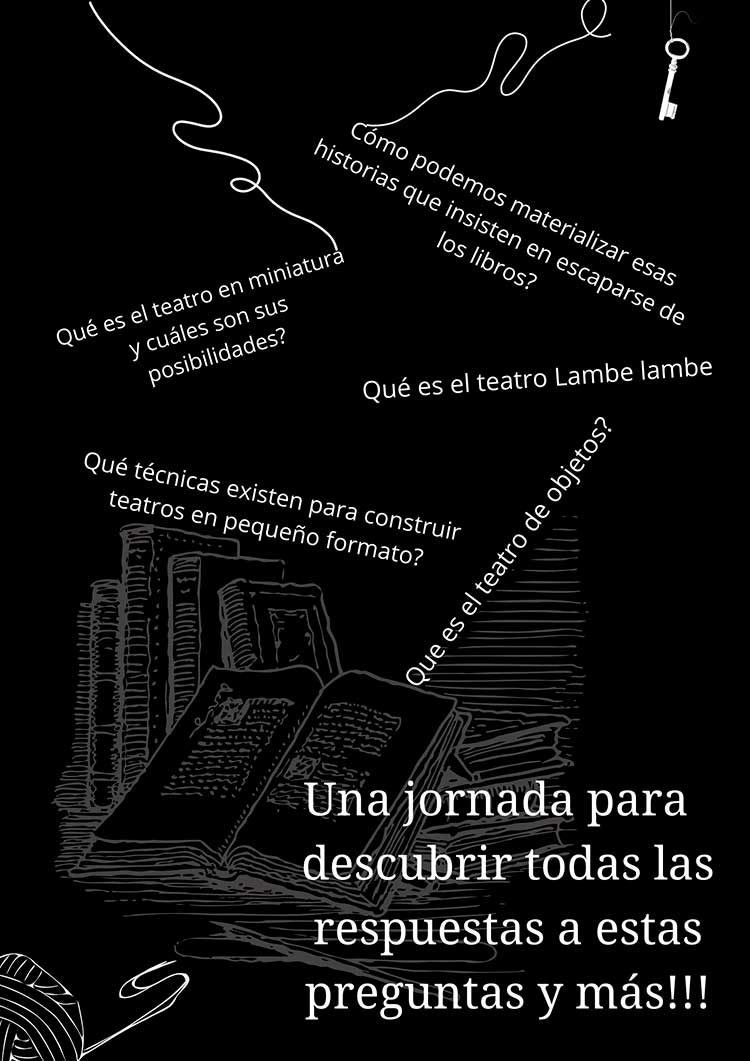 Cómo podemos materializar esas
historias que insisten en escaparse de
los libros?
Qué es el teatro en miniatura
y cuáles son sus
posibilidades?
Qué es el teatro Lambe lambe
Qué técnicas existen para construir
teatros en pequeño formato?
Que es el teatro de objetos?
Una jornada para
descubrir todas las
respuestas a estas
preguntas y más!!!